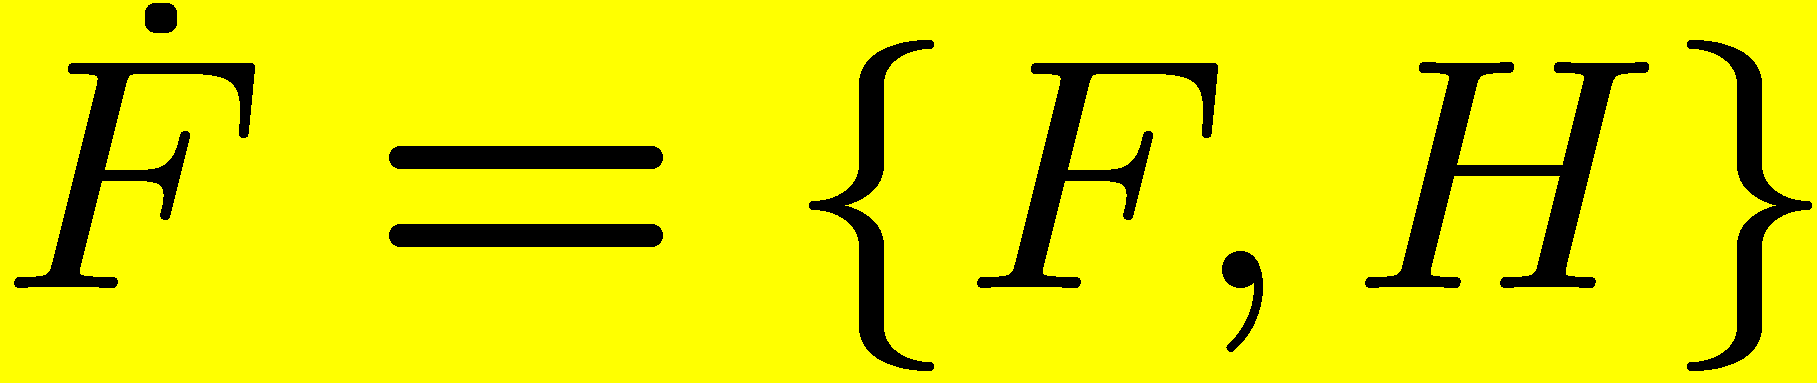 Ḟ = {F, H}